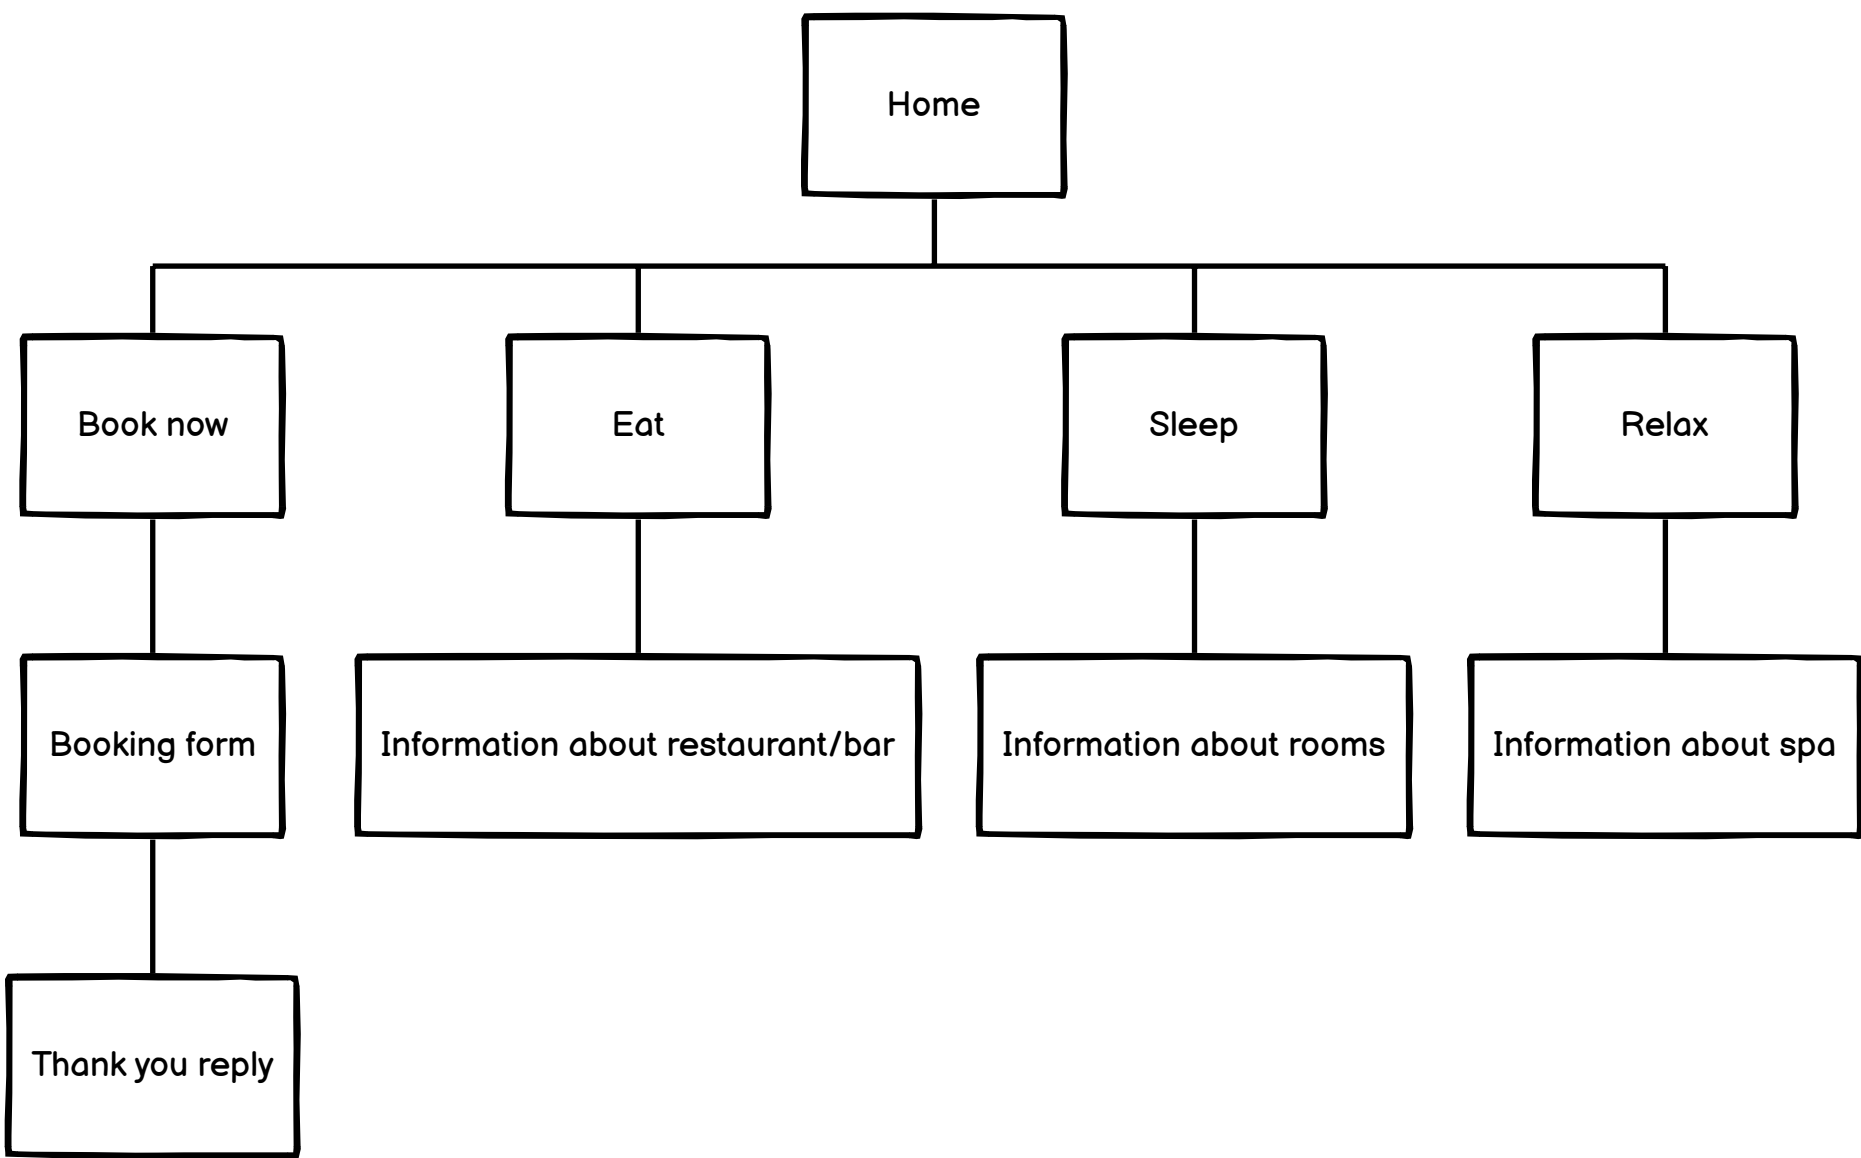 Home
Book now
Eat
Sleep
Relax
Booking form
Information about restaurant/bar
Information about rooms
Information about spa
Thank you reply